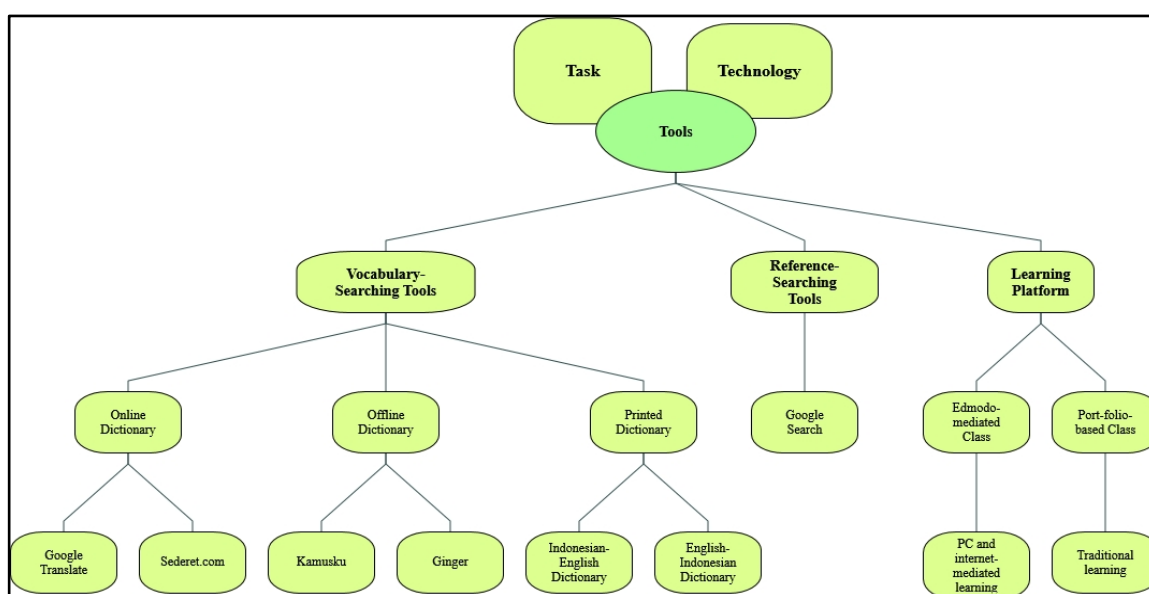 Task
Technology
Tools
Vocabulary-
Searching Tools
Reference-
Searching
Tools
Learning
Platform
Online
Dictionary
Offline
Dictionary
Printed
Dictionary
Google
Search
Edmodo-
mediated
Class
Port-folio-
based Class
Google
Translate
Sederet.com
Kamusku
Ginger
Indonesian-
English
Dictionary
English-
Indonesian
Dictionary
PC and
internet-
mediated
learning
Traditional
learning